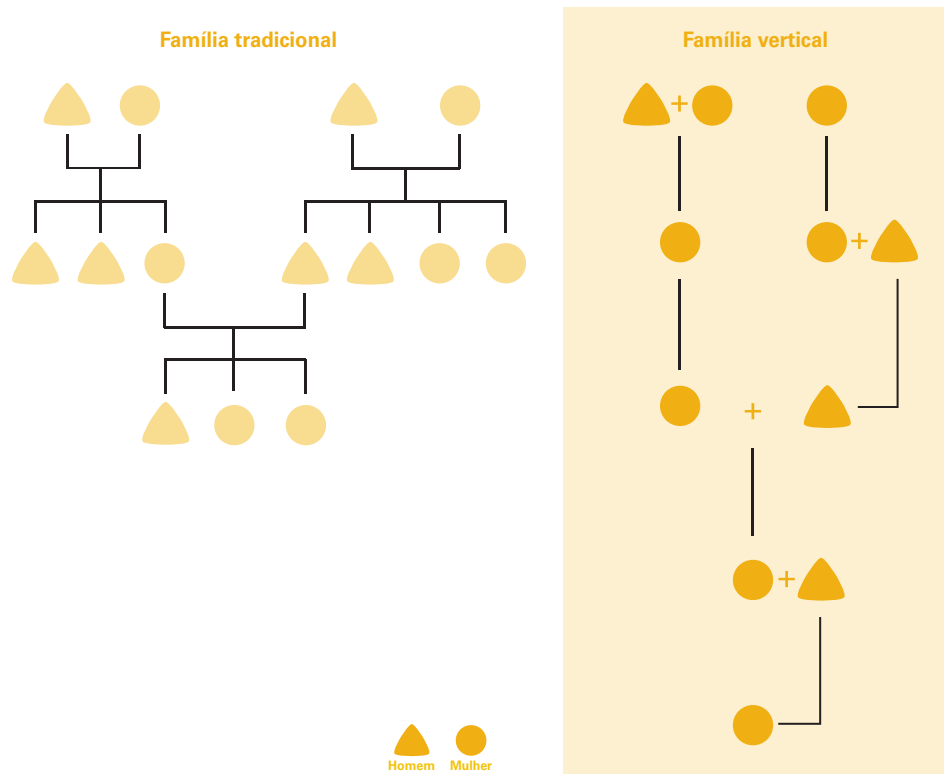 Família tradicional
Família vertical
+
+
+
+
Homem
Mulher